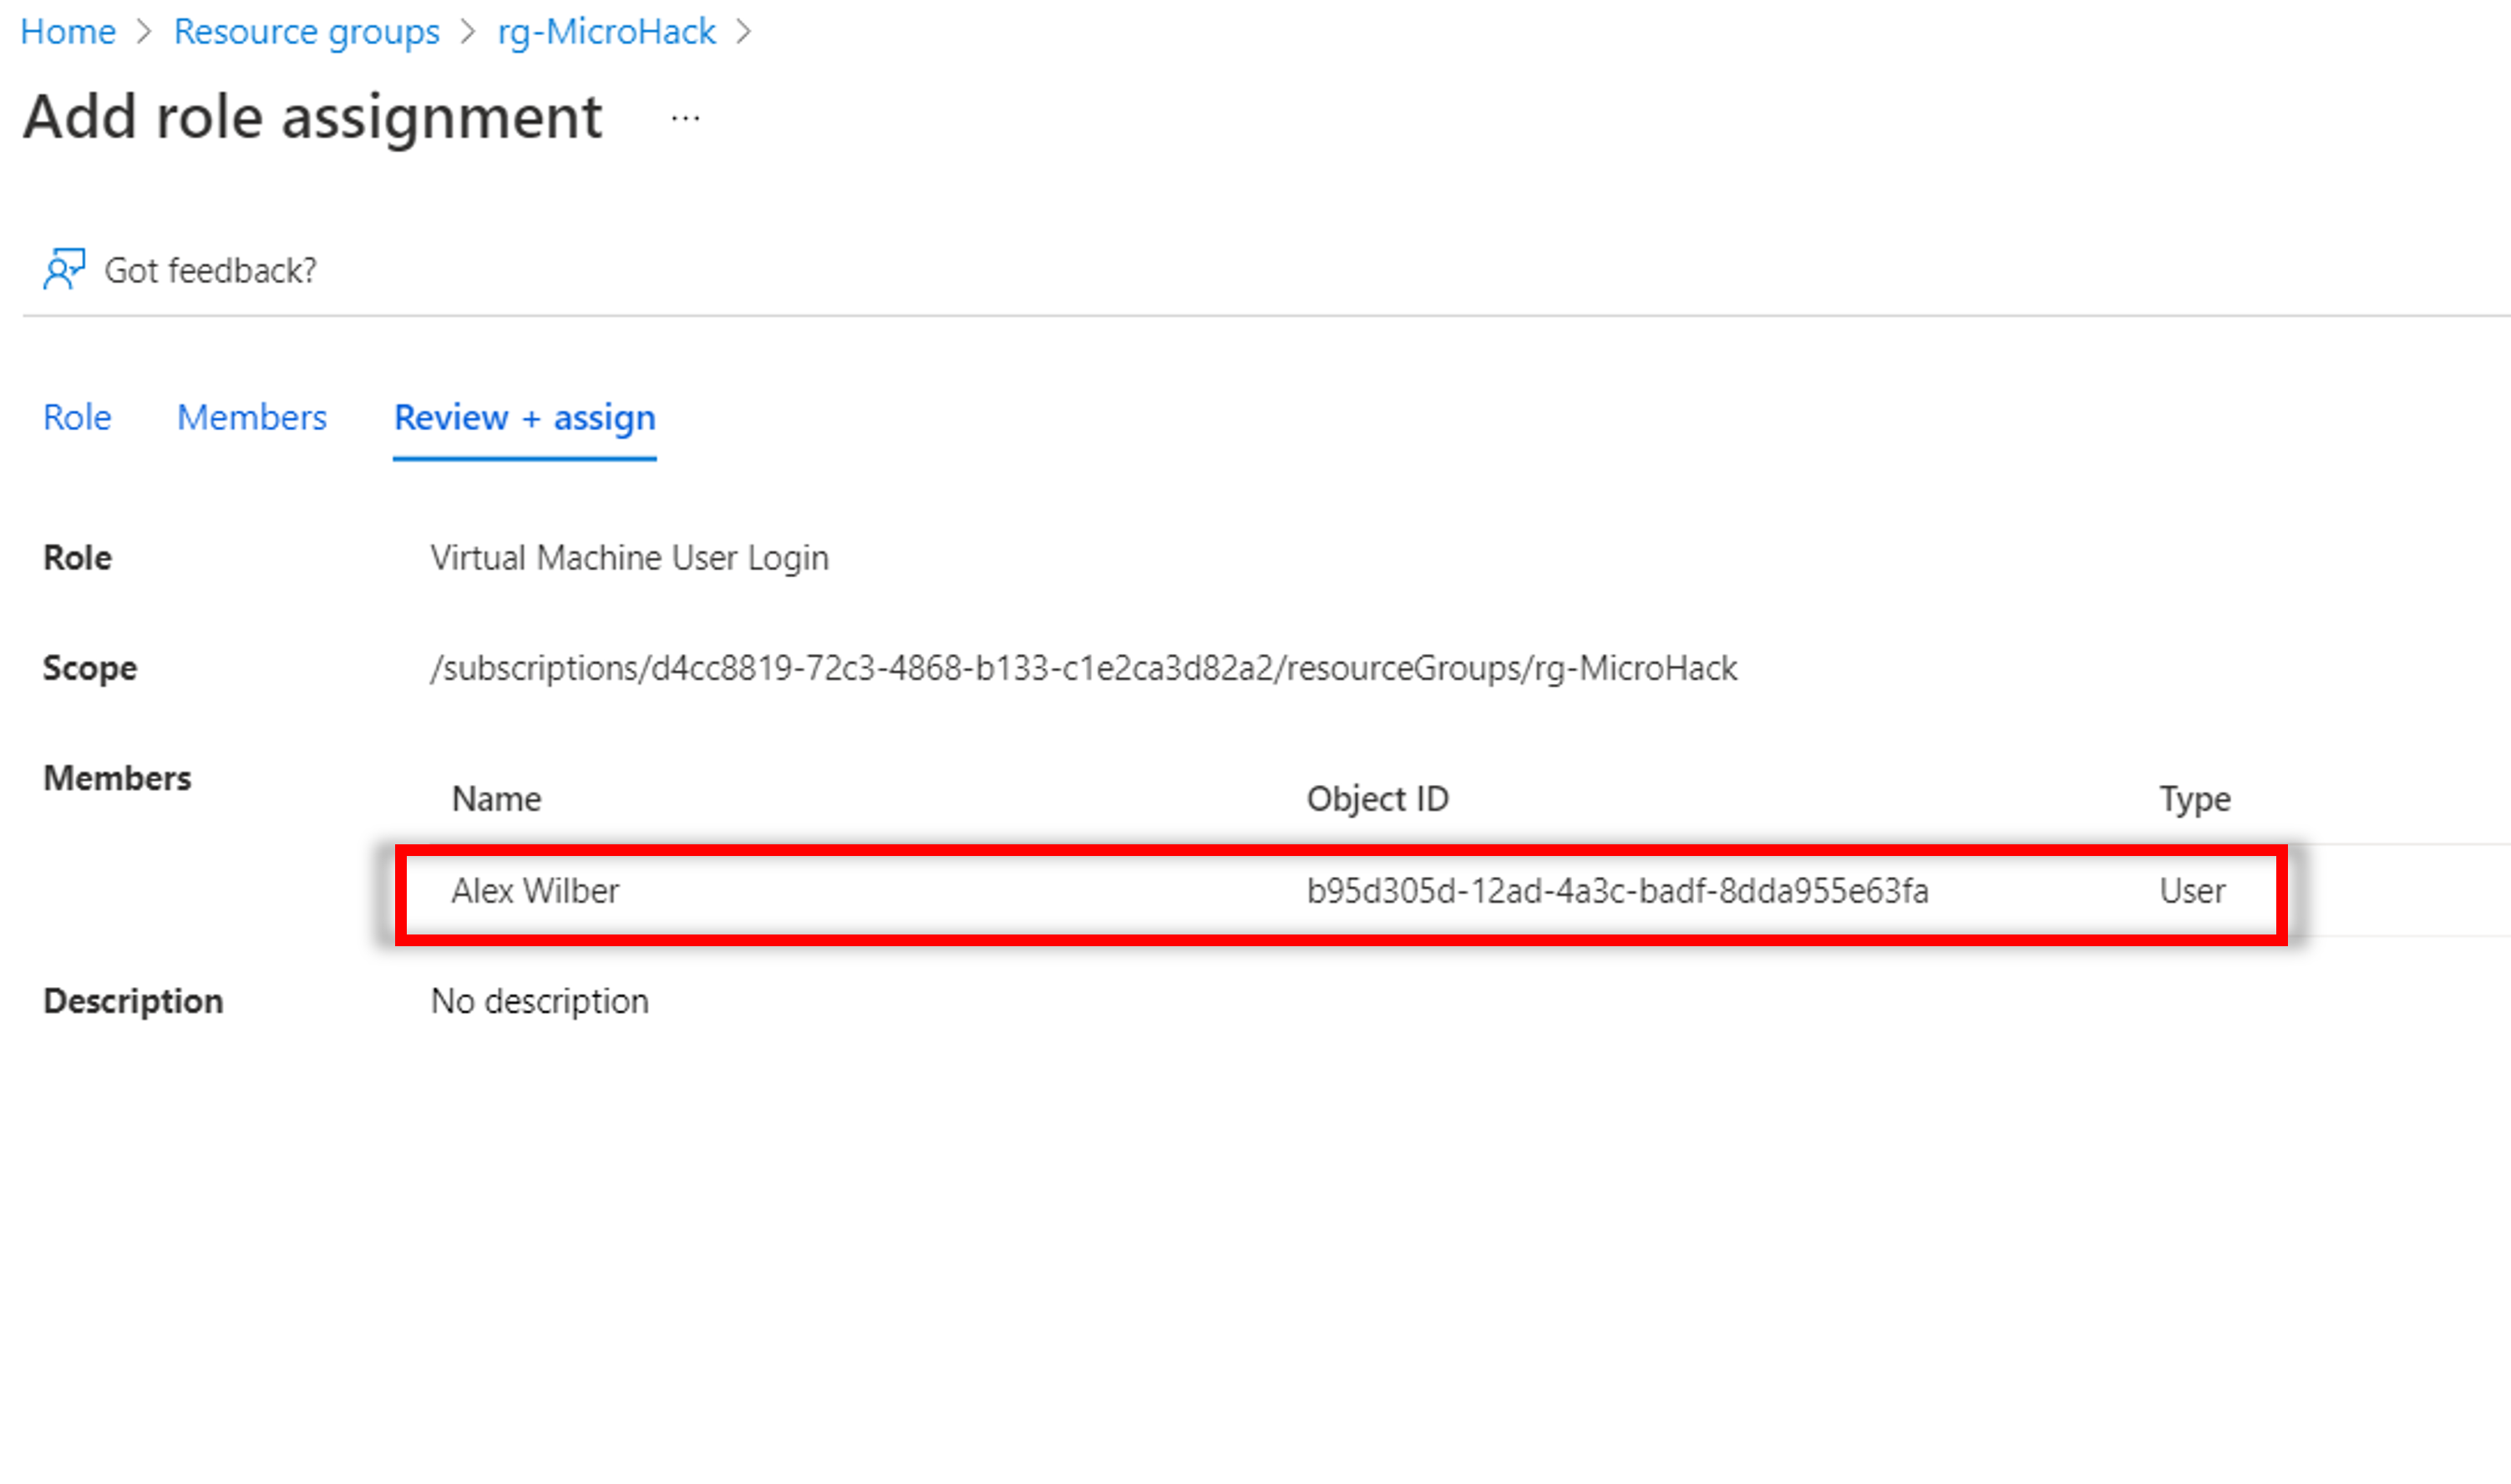 Home > Resource groups > rg-MicroHack >
Add role assignment ...
Got feedback?
Role Members Review + assign
Role Virtual Machine User Login
Scope /subscriptions/d4cc8819-72c3-4868-b133-c1e2ca3d82a2/resourceGroups/rg-MicroHack
Members
Name Object ID Type
Alex Wilber b95d305d-12ad-4a3c-badf-8dda955e63fa User
Description No description